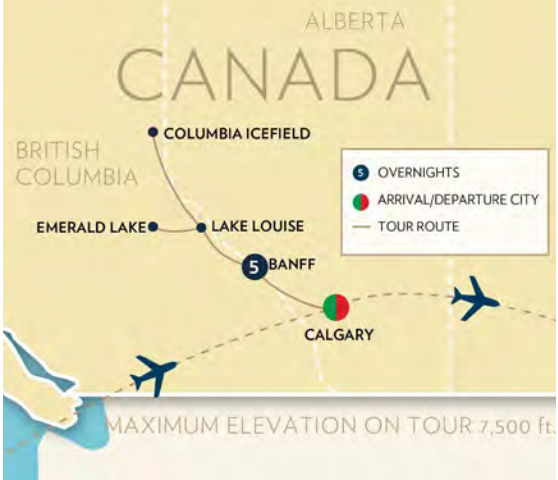 ALBERTA
CANADA
COLUMBIA ICEFIELD
BRITISH
COLUMBIA
5 OVERNIGHTS
ARRIVAL/DEPARTURE CITY
TOUR ROUTE
EMERALD LAKE
LAKE LOUISE
5 BANFF
CALGARY
MAXIMUM ELEVATION ON TOUR 7,500 ft.